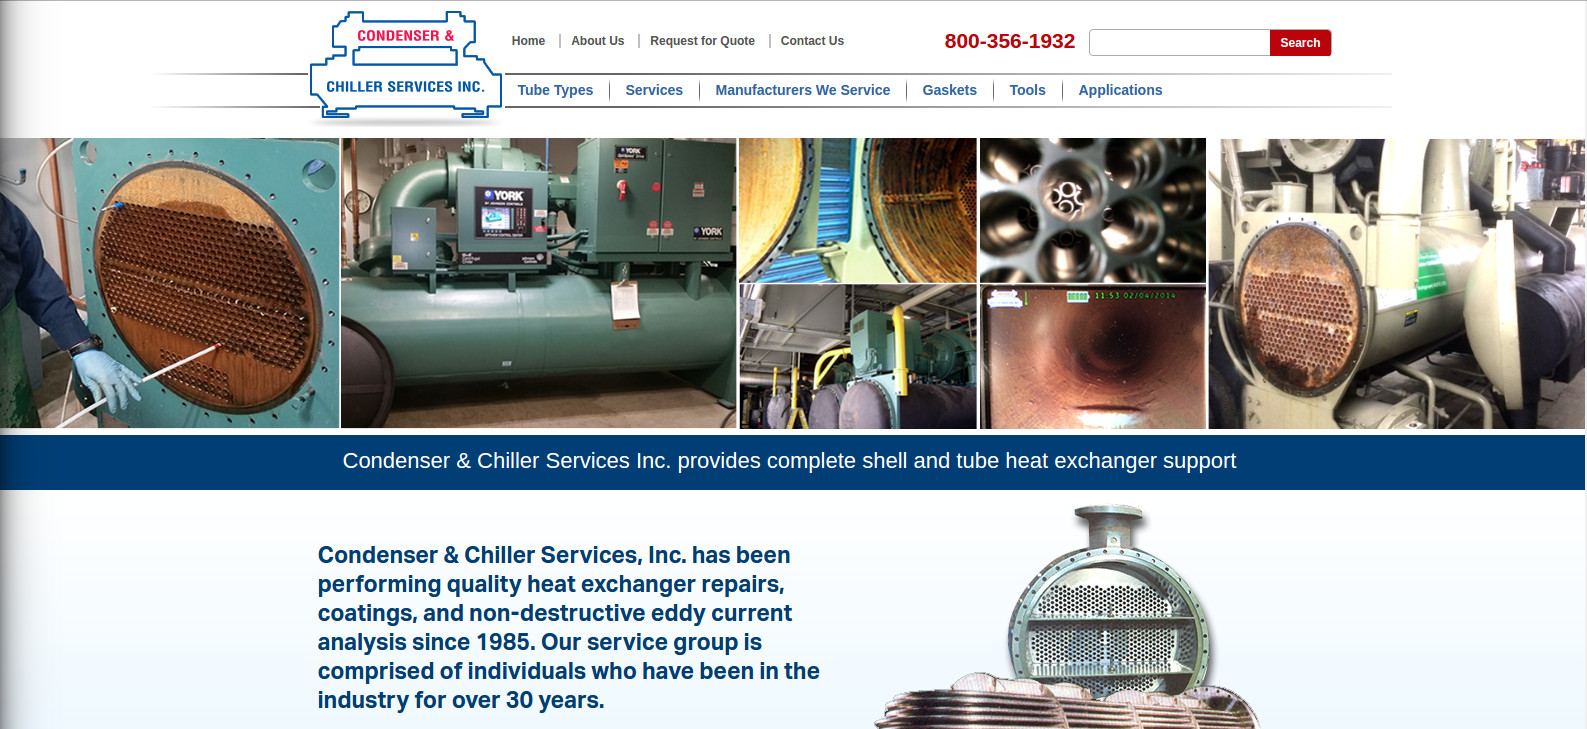 CONDENSER &
CHILLER SERVICES INC.
Home
About Us
Request for Quote
Contact Us
800-356-1932
Search
Tube Types
Services
Manufacturers We Service
Gaskets
Tools
Applications
YORK
YORK
YORK
11:53 02/04/2014
Condenser & Chiller Services Inc. provides complete shell and tube heat exchanger support
Condenser & Chiller Services, Inc. has been
performing quality heat exchanger repairs,
coatings, and non-destructive eddy current
analysis since 1985. Our service group is
comprised of individuals who have been in the
industry for over 30 years.